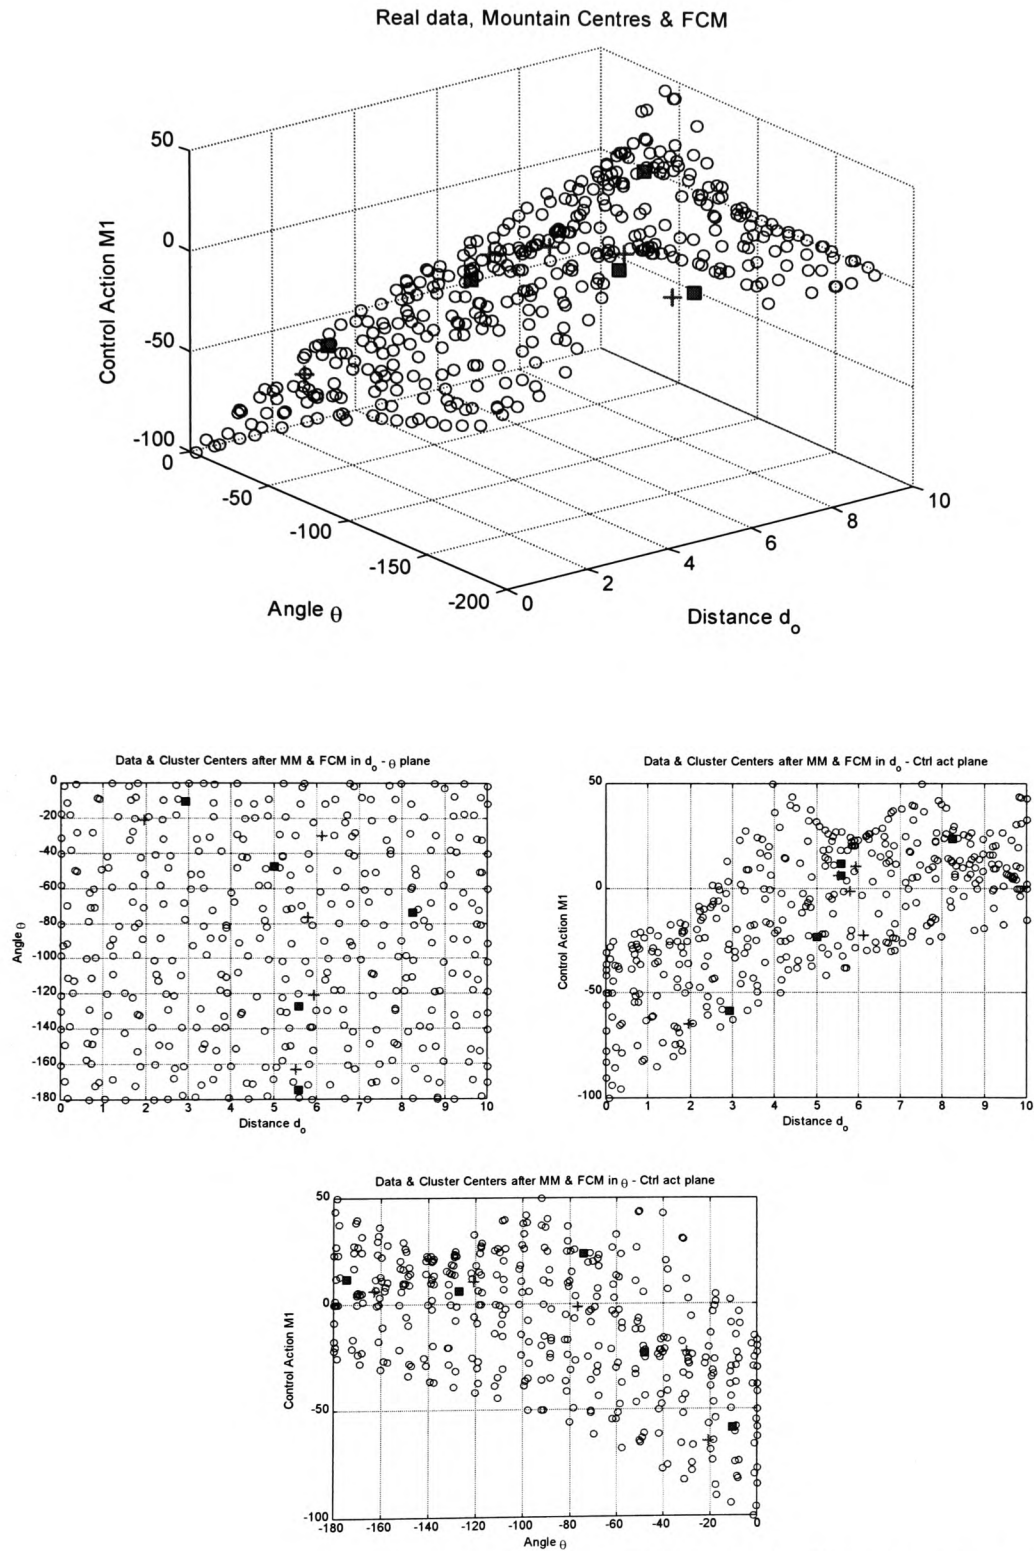 Real data, Mountain Centres & FCM
50
0
-50
-100
Control Action M1
0
-50
-100
-150
-200
Angle θ
0
2
4
6
8
10
Distance do
Data & Cluster Centers after MM & FCM in do - θ plane
0
-20
-40
-60
-80
-100
-120
-140
-160
-180
Angle θ
0 1 2 3 4 5 6 7 8 9 10
Distance do
Data & Cluster Centers after MM & FCM in do - Ctrl act plane
50
0
-50
-100
Control Action M1
0 1 2 3 4 5 6 7 8 9 10
Distance do
Data & Cluster Centers after MM & FCM in θ - Ctrl act plane
50
0
-50
-100
Control Action M1
-180 -160 -140 -120 -100 -80 -60 -40 -20 0
Angle θ